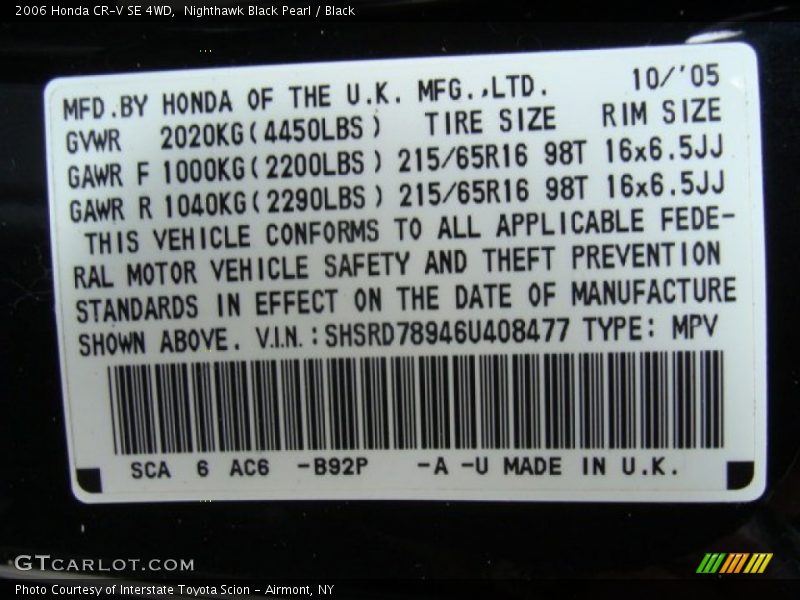 2006 Honda CR-V SE 4WD,  Nighthawk Black Pearl / Black
MFD.BY HONDA OF THE U.K. MFG.,LTD. 10/'05
GVWR 2020KG(4450LBS) TIRE SIZE RIM SIZE
GAWR F 1000KG(2200LBS) 215/65R16 98T 16x6.5JJ
GAWR R 1040KG(2290LBS) 215/65R16 98T 16x6.5JJ
THIS VEHICLE CONFORMS TO ALL APPLICABLE FEDE-
RAL MOTOR VEHICLE SAFETY AND THEFT PREVENTION
STANDARDS IN EFFECT ON THE DATE OF MANUFACTURE
SHOWN ABOVE. V.I.N.:SHSRD78946U408477 TYPE: MPV
SCA 6 AC6 -B92P -A -U MADE IN U.K.
GTCARLOT.COM
Photo Courtesy of Interstate Toyota Scion - Airmont, NY